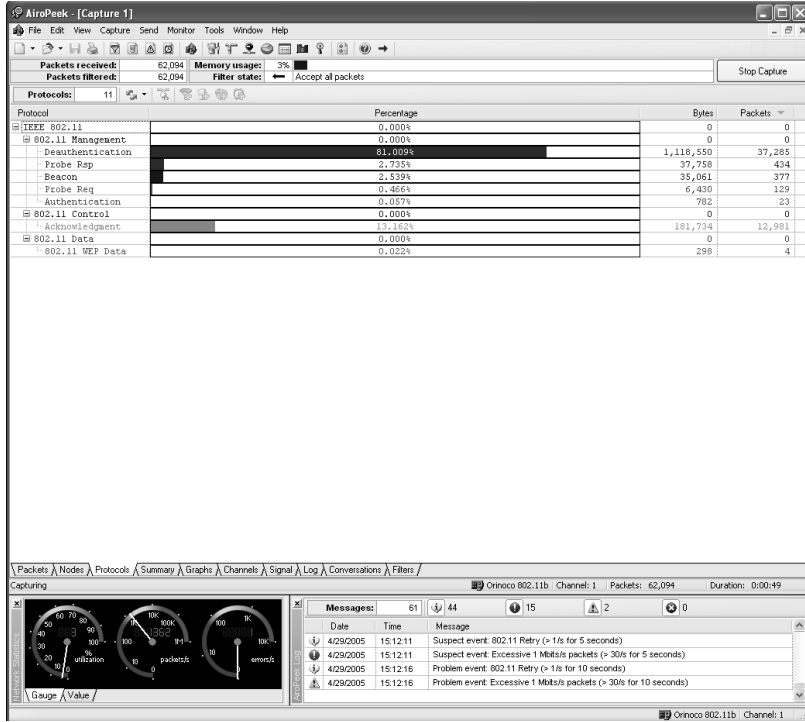 AiroPeek - [Capture 1]
File Edit View Capture Send Monitor Tools Window Help
Packets received: 62,094 Memory usage: 3%
Packets filtered: 62,094 Filter state: Accept all packets
Stop Capture
Protocols: 11
Protocol Percentage Bytes Packets
IEEE 802.11 0.000% 0 0
802.11 Management 0.000% 0 0
Deauthentication 81.009% 1,118,550 37,285
Probe Rsp 2.735% 37,758 434
Beacon 2.539% 35,061 377
Probe Req 0.466% 6,430 129
Authentication 0.057% 782 23
802.11 Control 0.000% 0 0
Acknowledgment 13.162% 181,734 12,981
802.11 Data 0.000% 0 0
802.11 WEP Data 0.022% 298 4
Packets Nodes Protocols Summary Graphs Channels Signal Log Conversations Filters
Capturing Orinoco 802.11b Channel: 1 Packets: 62,094 Duration: 0:00:49
Network Statistics
% utilization
packets/s
errors/s
Gauge Value
AiroPeek Log
Messages: 61 44 15 2 0
Date Time Message
4/29/2005 15:12:11 Suspect event: 802.11 Retry (> 1/s for 5 seconds)
4/29/2005 15:12:11 Suspect event: Excessive 1 Mbits/s packets (> 30/s for 5 seconds)
4/29/2005 15:12:16 Problem event: 802.11 Retry (> 1/s for 10 seconds)
4/29/2005 15:12:16 Problem event: Excessive 1 Mbits/s packets (> 30/s for 10 seconds)
Orinoco 802.11b Channel: 1